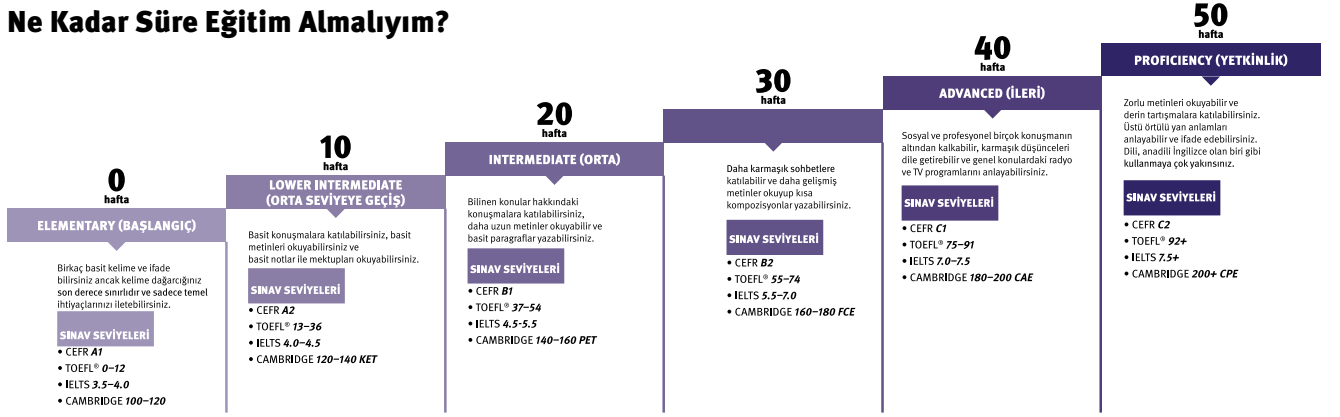 Ne Kadar Süre Eğitim Almalıyım?
0
hafta
ELEMENTARY (BAŞLANGIÇ)
Birkaç basit kelime ve ifade
bilirsiniz ancak kelime dağarcığınız
son derece sınırlıdır ve sadece temel
ihtiyaçlarınızı iletebilirsiniz.
SINAV SEVİYELERİ
• CEFR A1
• TOEFL® 0–12
• IELTS 3.5–4.0
• CAMBRIDGE 100–120
10
hafta
LOWER INTERMEDIATE
(ORTA SEVİYEYE GEÇİŞ)
Basit konuşmalara katılabilirsiniz, basit
metinleri okuyabilirsiniz ve
basit notlar ile mektupları okuyabilirsiniz.
SINAV SEVİYELERİ
• CEFR A2
• TOEFL® 13–36
• IELTS 4.0–4.5
• CAMBRIDGE 120–140 KET
20
hafta
INTERMEDIATE (ORTA)
Bilinen konular hakkındaki
konuşmalara katılabilirsiniz,
daha uzun metinler okuyabilir ve
basit paragraflar yazabilirsiniz.
SINAV SEVİYELERİ
• CEFR B1
• TOEFL® 37–54
• IELTS 4.5-5.5
• CAMBRIDGE 140–160 PET
30
hafta
Daha karmaşık sohbetlere
katılabilir ve daha gelişmiş
metinler okuyup kısa
kompozisyonlar yazabilirsiniz.
SINAV SEVİYELERİ
• CEFR B2
• TOEFL® 55–74
• IELTS 5.5–7.0
• CAMBRIDGE 160–180 FCE
40
hafta
ADVANCED (İLERİ)
Sosyal ve profesyonel birçok konuşmanın
altından kalkabilir, karmaşık düşünceleri
dile getirebilir ve genel konulardaki radyo
ve TV programlarını anlayabilirsiniz.
SINAV SEVİYELERİ
• CEFR C1
• TOEFL® 75–91
• IELTS 7.0–7.5
• CAMBRIDGE 180–200 CAE
50
hafta
PROFICIENCY (YETKİNLİK)
Zorlu metinleri okuyabilir ve
derin tartışmalara katılabilirsiniz.
Üstü örtülü yan anlamları
anlayabilir ve ifade edebilirsiniz.
Dili, anadili İngilizce olan biri gibi
kullanmaya çok yakınsınız.
SINAV SEVİYELERİ
• CEFR C2
• TOEFL® 92+
• IELTS 7.5+
• CAMBRIDGE 200+ CPE